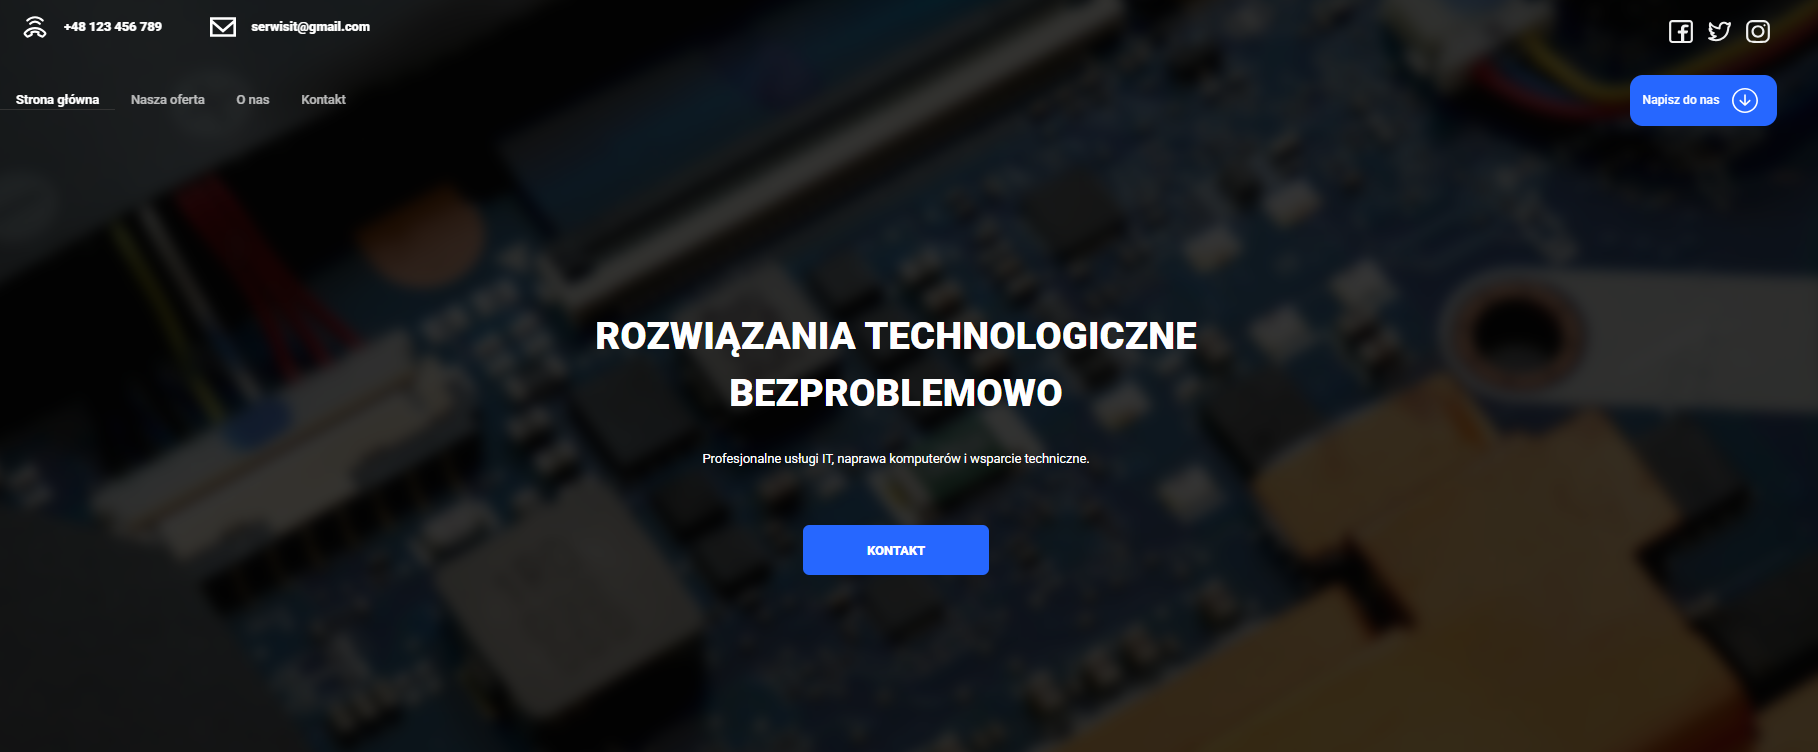 +48 123 456 789
serwisit@gmail.com
Strona główna
Nasza oferta
O nas
Kontakt
Napisz do nas
ROZWIĄZANIA TECHNOLOGICZNE
BEZPROBLEMOWO
Profesjonalne usługi IT, naprawa komputerów i wsparcie techniczne.
KONTAKT